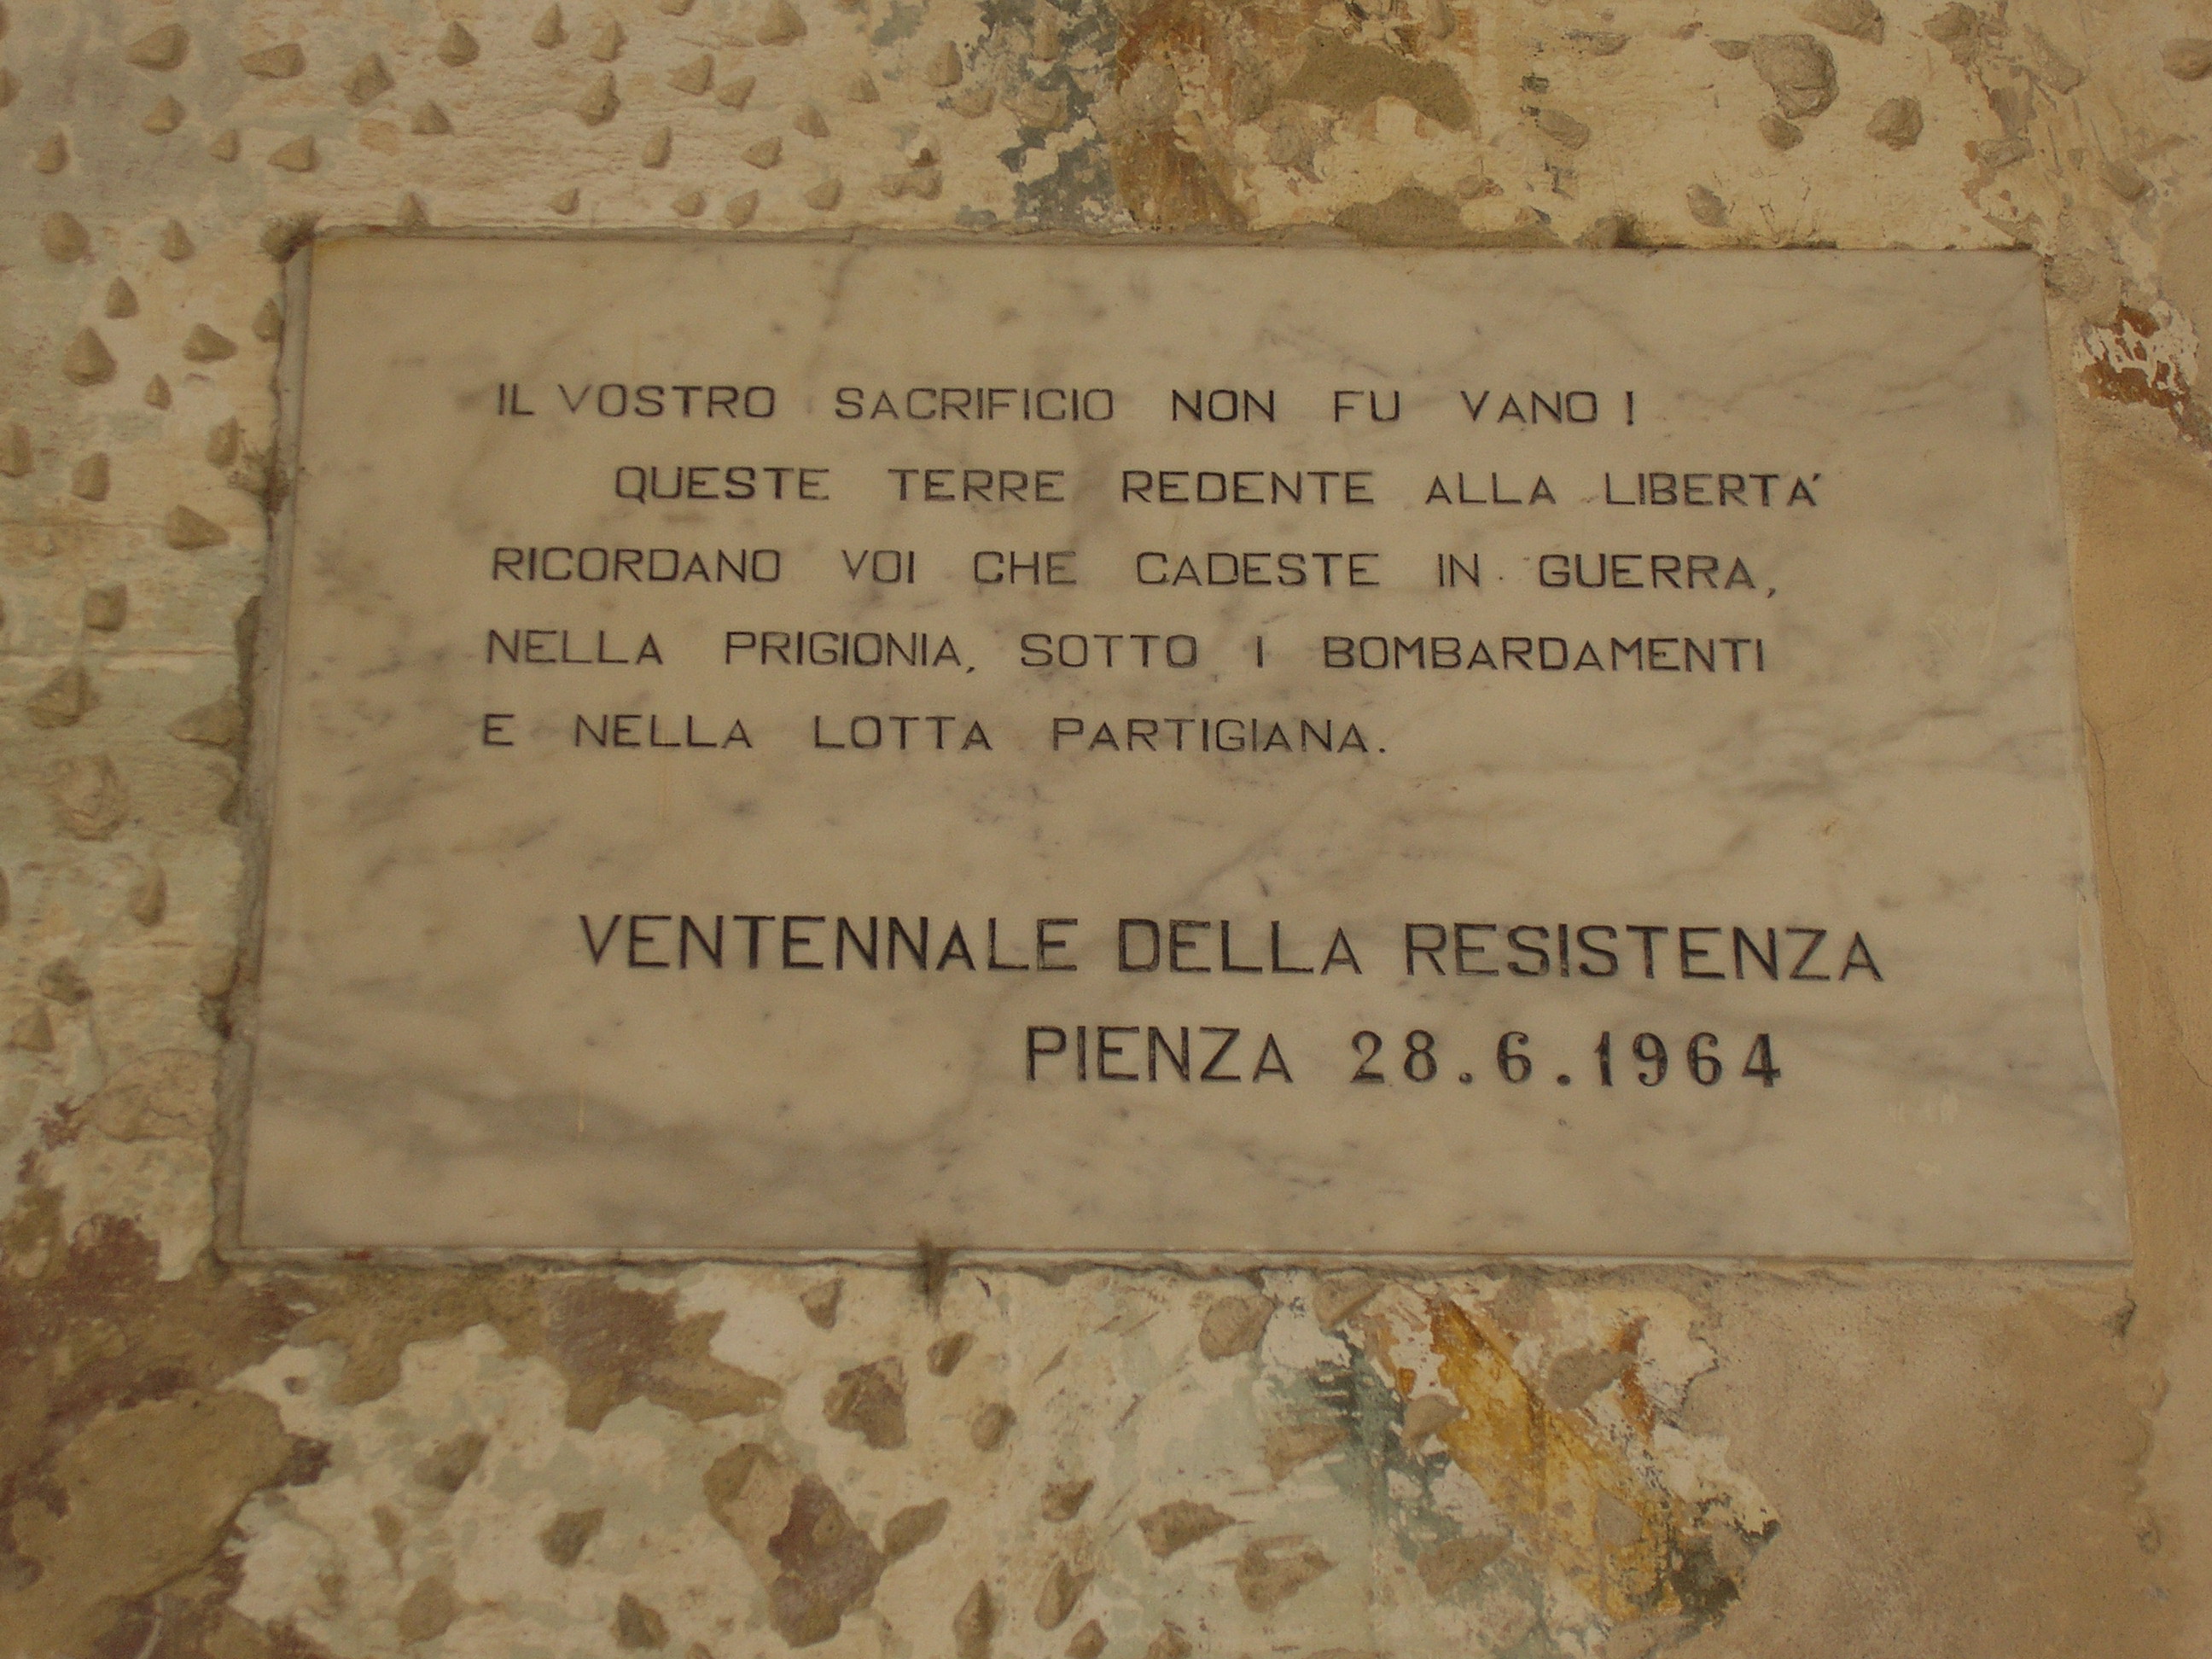 IL VOSTRO SACRIFICIO NON FU VANO!
QUESTE TERRE REDENTE ALLA LIBERTA'
RICORDANO VOI CHE CADESTE IN GUERRA,
NELLA PRIGIONIA, SOTTO I BOMBARDAMENTI
E NELLA LOTTA PARTIGIANA.
VENTENNALE DELLA RESISTENZA
PIENZA 28.6.1964